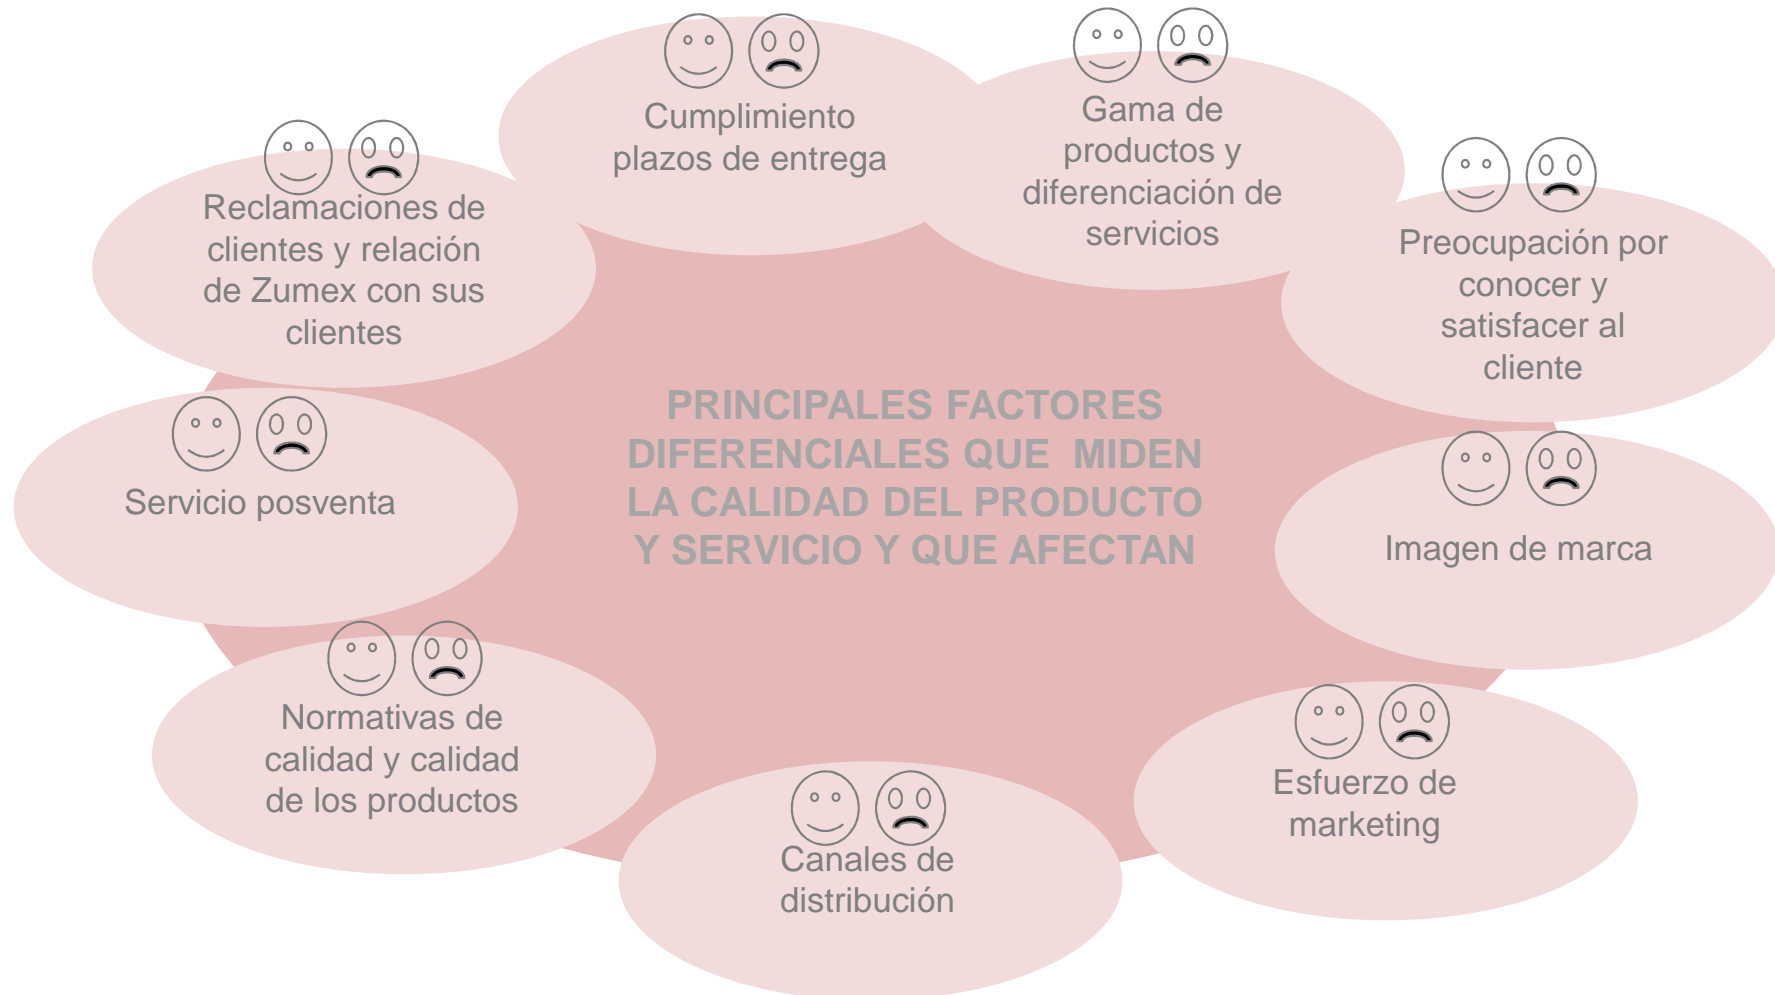 Cumplimiento
plazos de entrega
Gama de
productos y
diferenciación de
servicios
Reclamaciones de
clientes y relación
de Zumex con sus
clientes
Preocupación por
conocer y
satisfacer al
cliente
PRINCIPALES FACTORES
DIFERENCIALES QUE  MIDEN
LA CALIDAD DEL PRODUCTO
Y SERVICIO Y QUE AFECTAN
Servicio posventa
Imagen de marca
Normativas de
calidad y calidad
de los productos
Esfuerzo de
marketing
Canales de
distribución